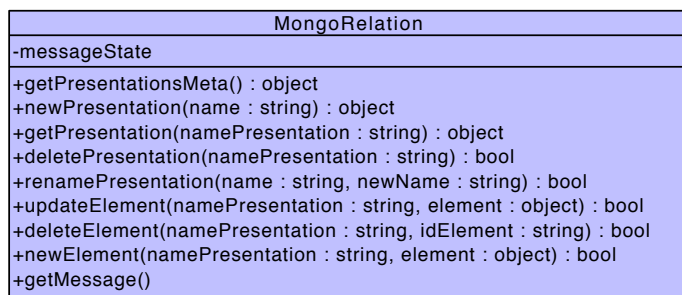 MongoRelation
-messageState
+getPresentationsMeta() : object
+newPresentation(name : string) : object
+getPresentation(namePresentation : string) : object
+deletePresentation(namePresentation : string) : bool
+renamePresentation(name : string, newName : string) : bool
+updateElement(namePresentation : string, element : object) : bool
+deleteElement(namePresentation : string, idElement : string) : bool
+newElement(namePresentation : string, element : object) : bool
+getMessage()